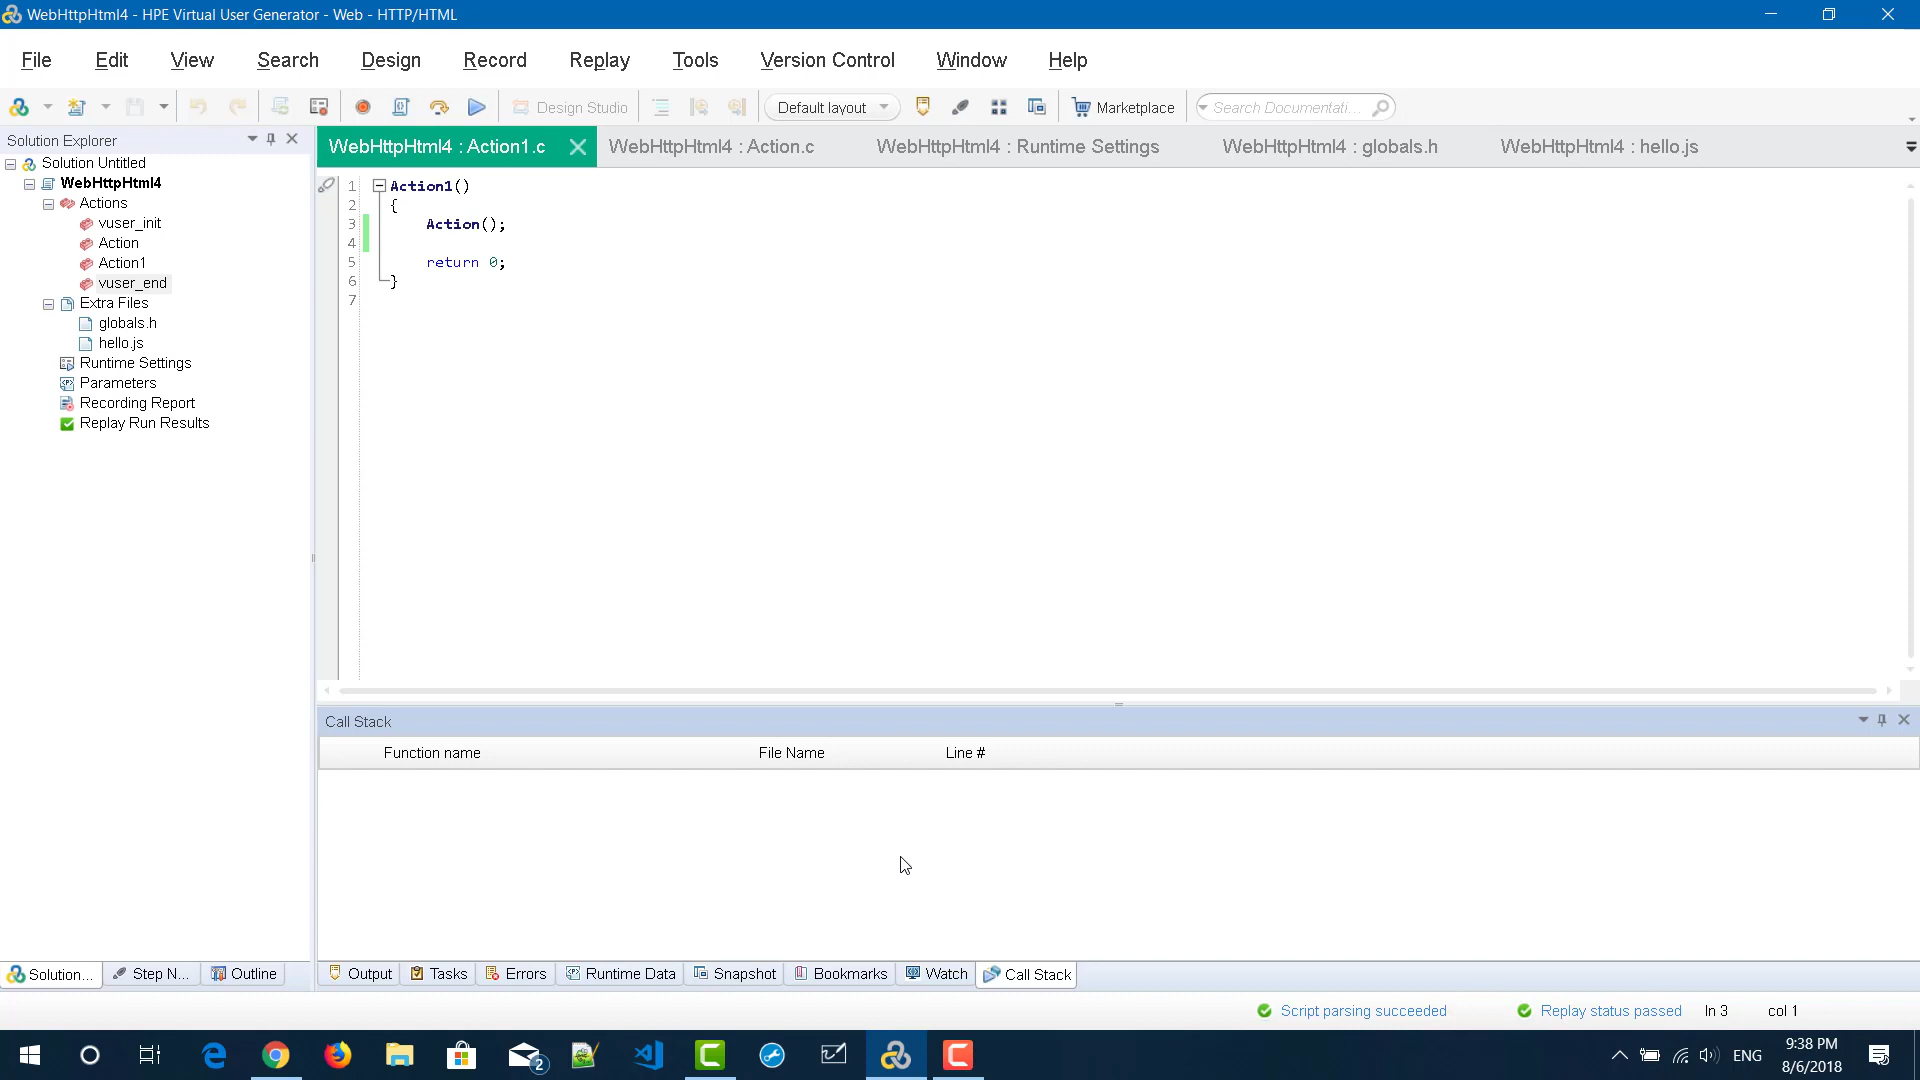 WebHttpHtml4 - HPE Virtual User Generator - Web - HTTP/HTML
File Edit View Search Design Record Replay Tools Version Control Window Help
Design Studio Default layout Marketplace Search Documentati...
Solution Explorer
Solution Untitled
WebHttpHtml4
Actions
vuser_init
Action
Action1
vuser_end
Extra Files
globals.h
hello.js
Runtime Settings
Parameters
Recording Report
Replay Run Results
WebHttpHtml4 : Action1.c WebHttpHtml4 : Action.c WebHttpHtml4 : Runtime Settings WebHttpHtml4 : globals.h WebHttpHtml4 : hello.js
1 Action1()
2 {
3 Action();
4
5 return 0;
6 }
7
Call Stack
Function name File Name Line #
Solution... Step N... Outline
Output Tasks Errors Runtime Data Snapshot Bookmarks Watch Call Stack
Script parsing succeeded Replay status passed ln 3 col 1
2
ENG
9:38 PM
8/6/2018